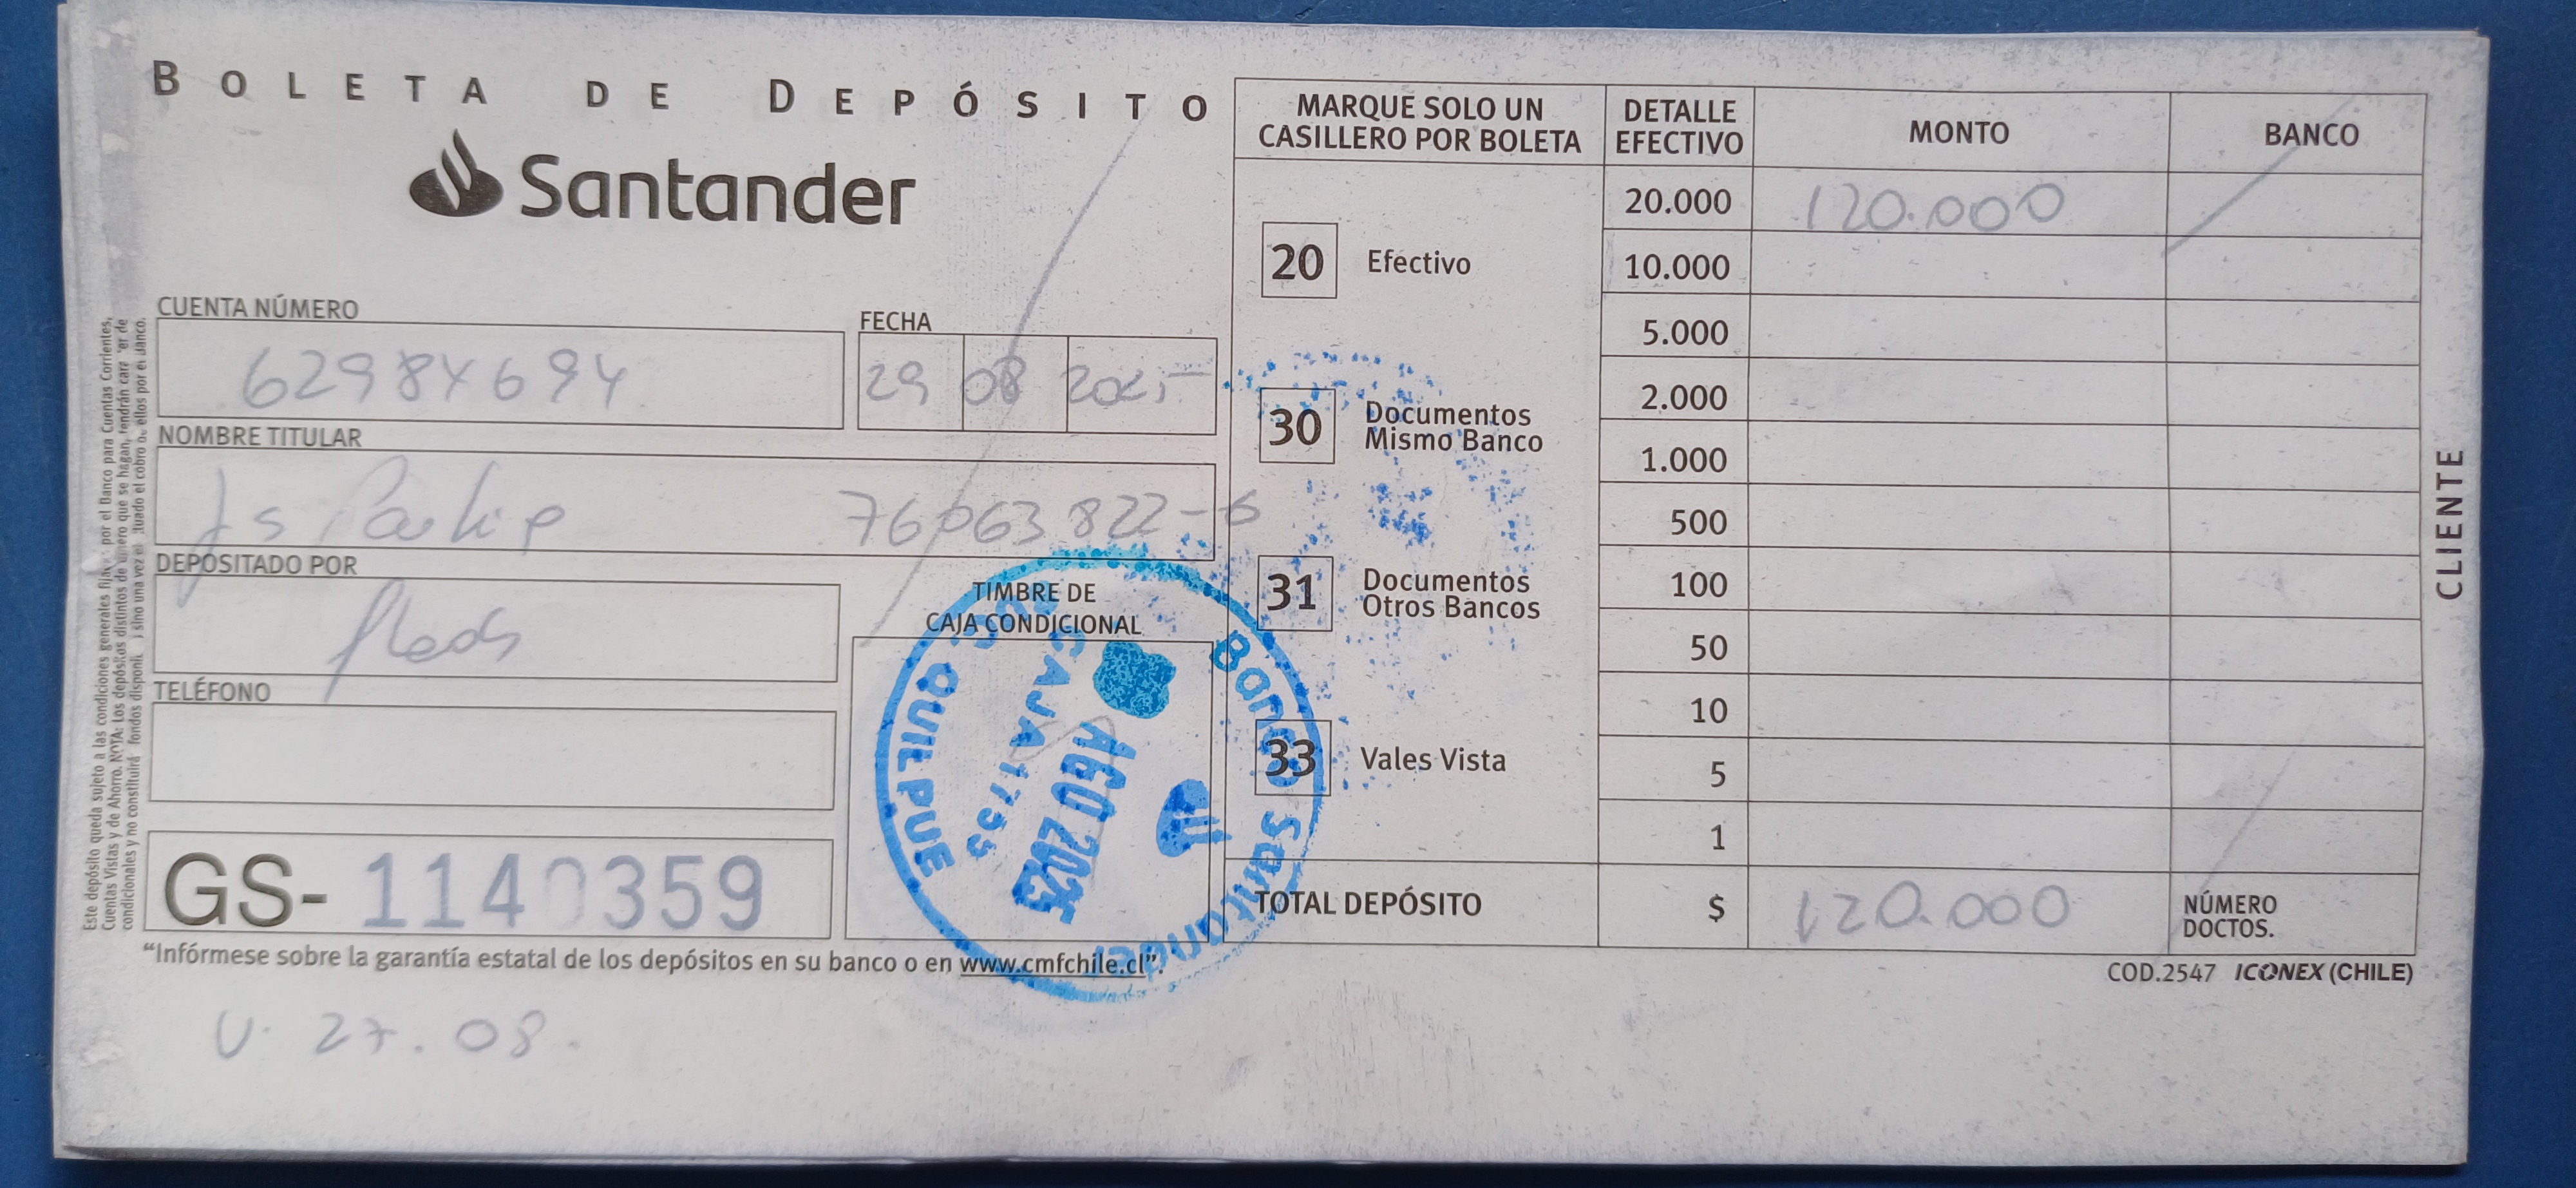 BOLETA DE DEPÓSITO
Santander
CUENTA NÚMERO
62984694
FECHA
29 08 2025
NOMBRE TITULAR
76063822-6
DEPOSITADO POR
TELÉFONO
TIMBRE DE
CAJA CONDICIONAL
GS- 1140359
"Infórmese sobre la garantía estatal de los depósitos en su banco o en www.cmfchile.cl".
V. 27.08.
Banco Santander
AGO 2025
CAJA
QUILPUE
MARQUE SOLO UN
CASILLERO POR BOLETA
20 Efectivo
30 Documentos
Mismo Banco
31 Documentos
Otros Bancos
33 Vales Vista
DETALLE
EFECTIVO
MONTO
BANCO
20.000 120.000
10.000
5.000
2.000
1.000
500
100
50
10
5
1
TOTAL DEPÓSITO $ 120.000
NÚMERO
DOCTOS.
COD.2547 ICONEX (CHILE)
CLIENTE